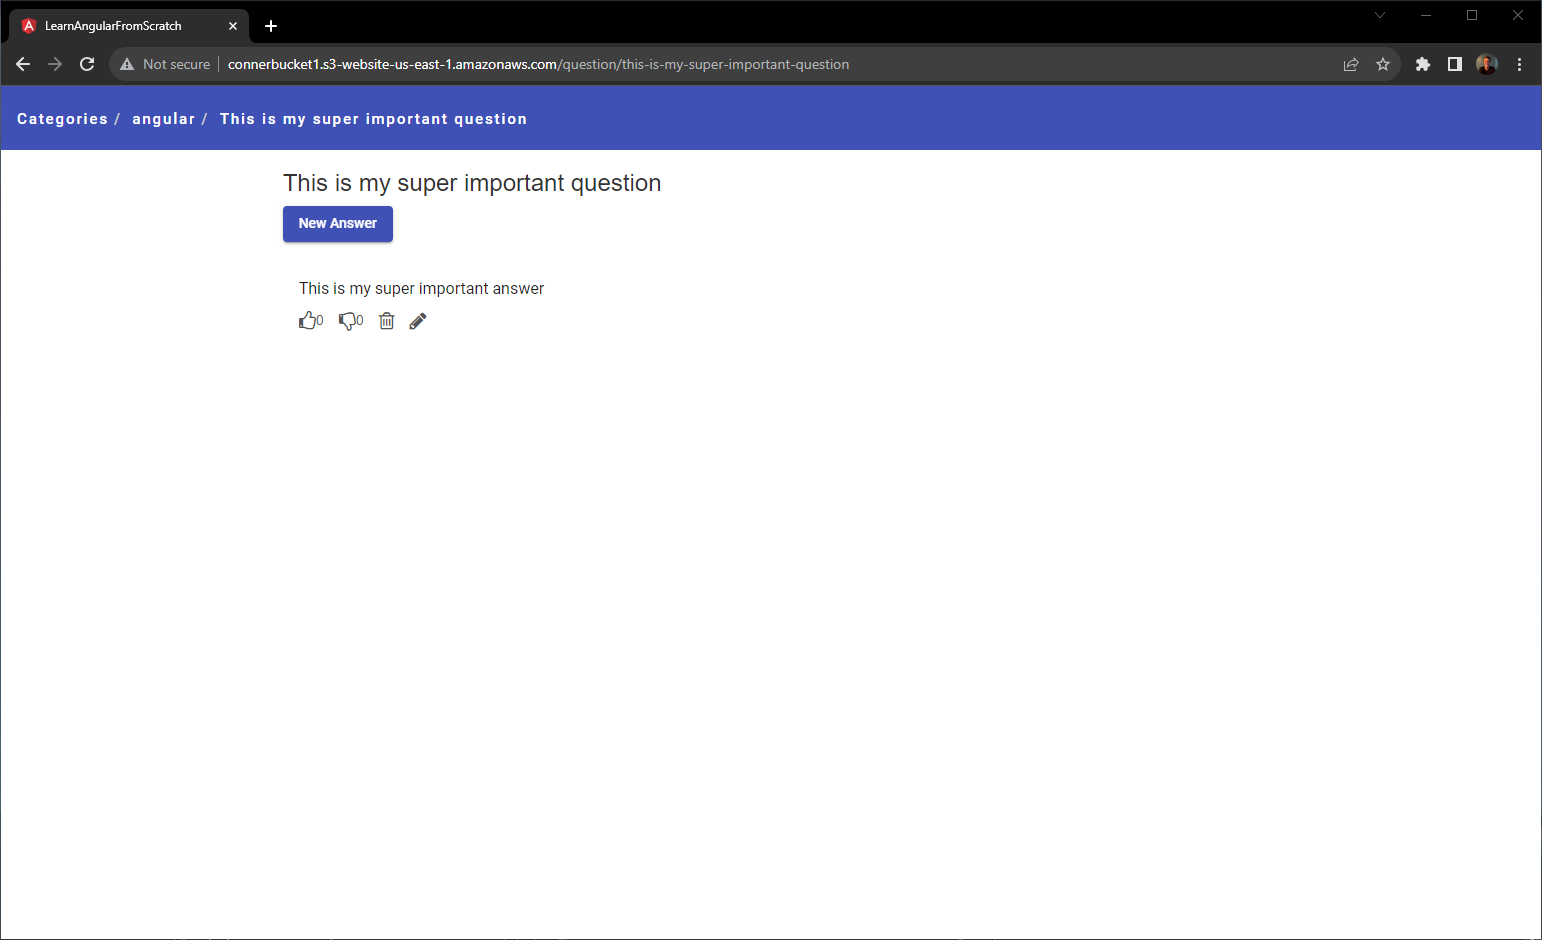 LearnAngularFromScratch
Not secure connerbucket1.s3-website-us-east-1.amazonaws.com/question/this-is-my-super-important-question
Categories / angular / This is my super important question
This is my super important question
New Answer
This is my super important answer
0 0